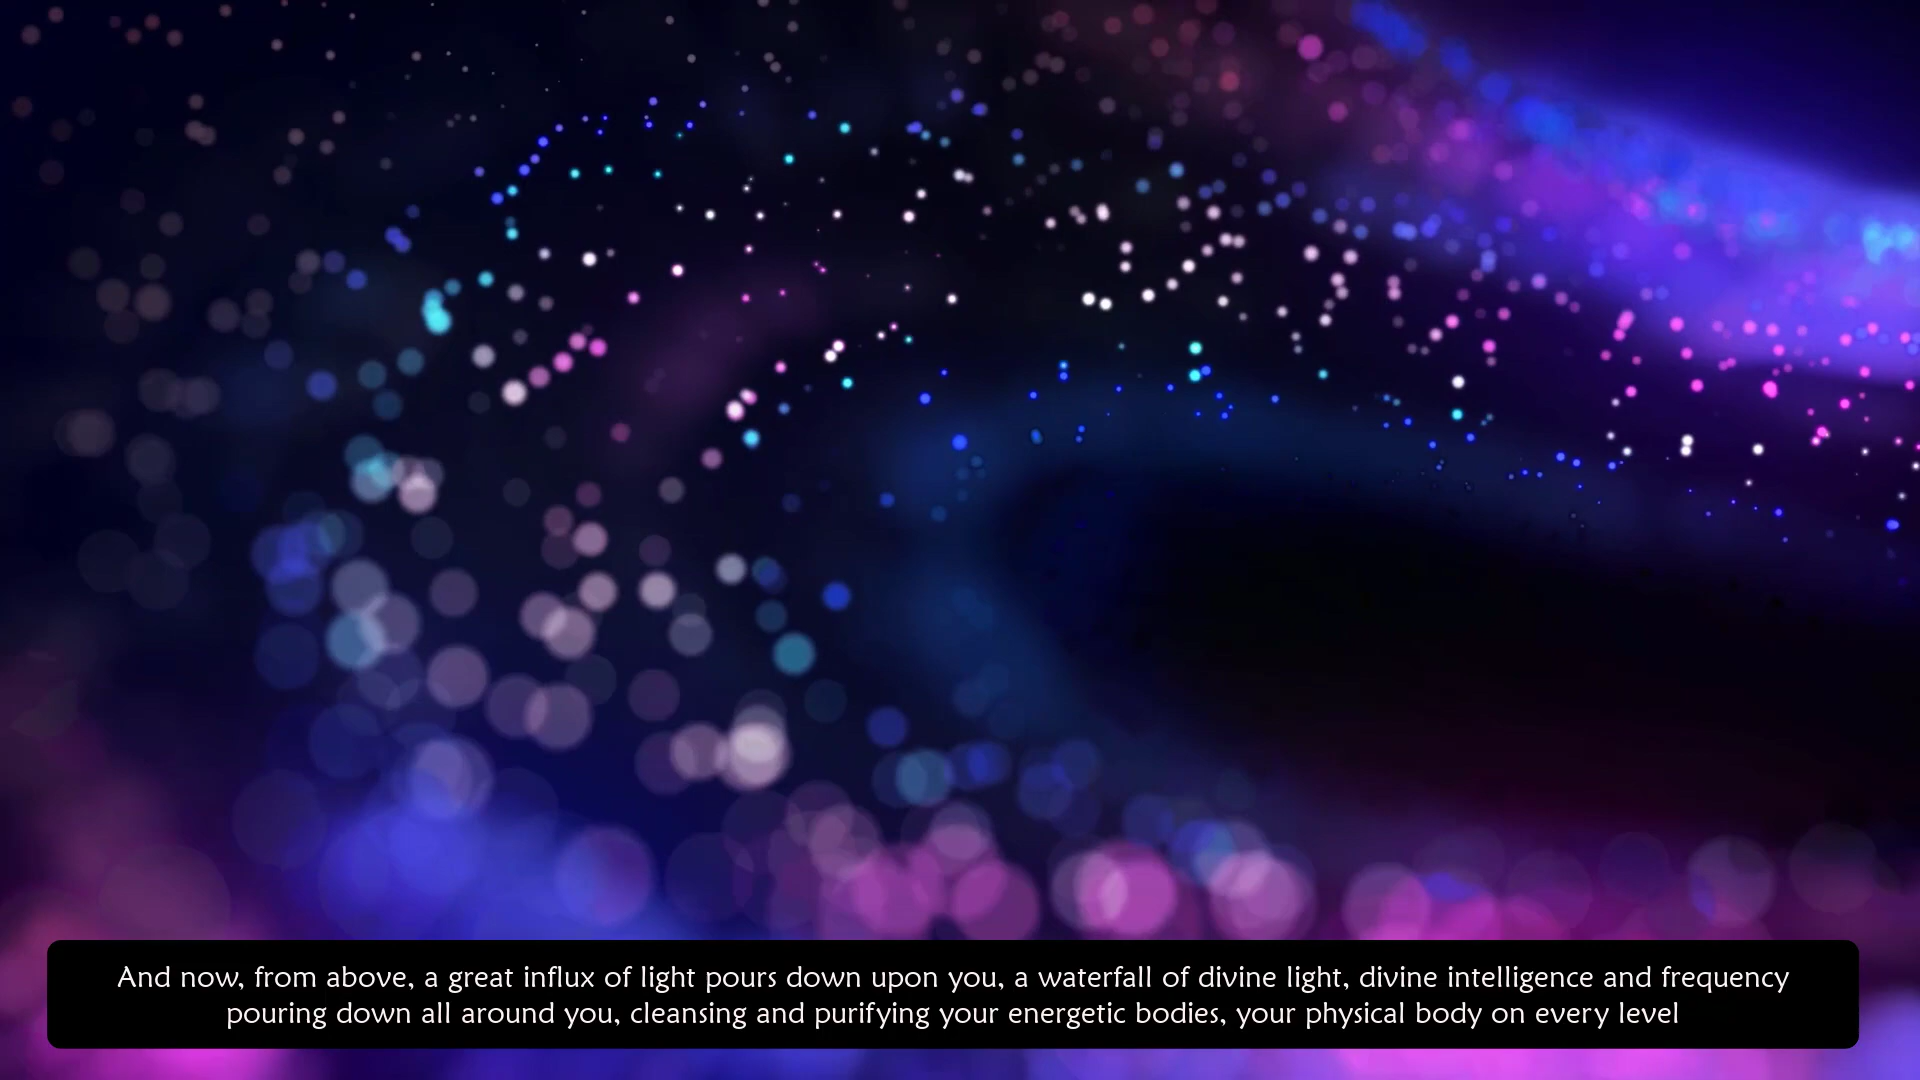 And now, from above, a great influx of light pours down upon you, a waterfall of divine light, divine intelligence and frequency
pouring down all around you, cleansing and purifying your energetic bodies, your physical body on every level